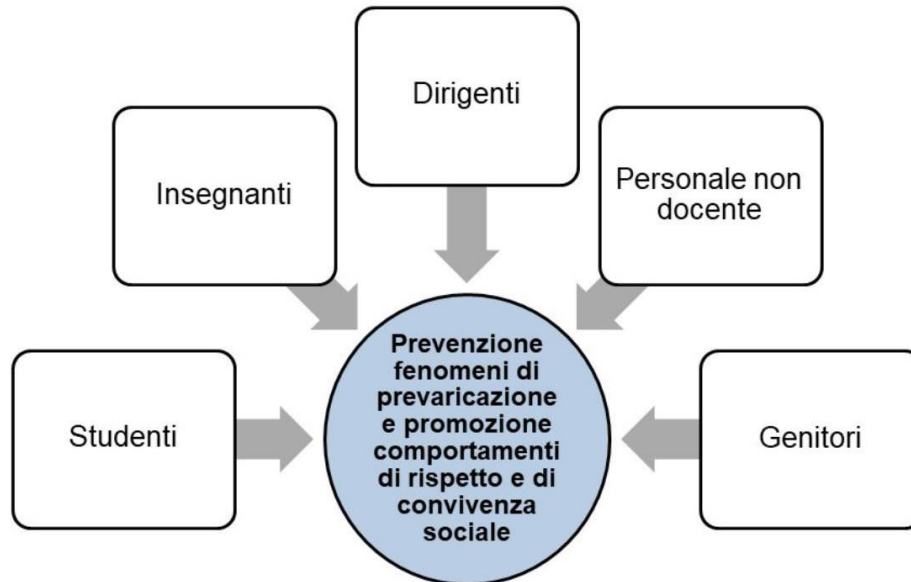 Dirigenti
Insegnanti
Personale non
docente
Studenti
Prevenzione
fenomeni di
prevaricazione
e promozione
comportamenti
di rispetto e di
convivenza
sociale
Genitori